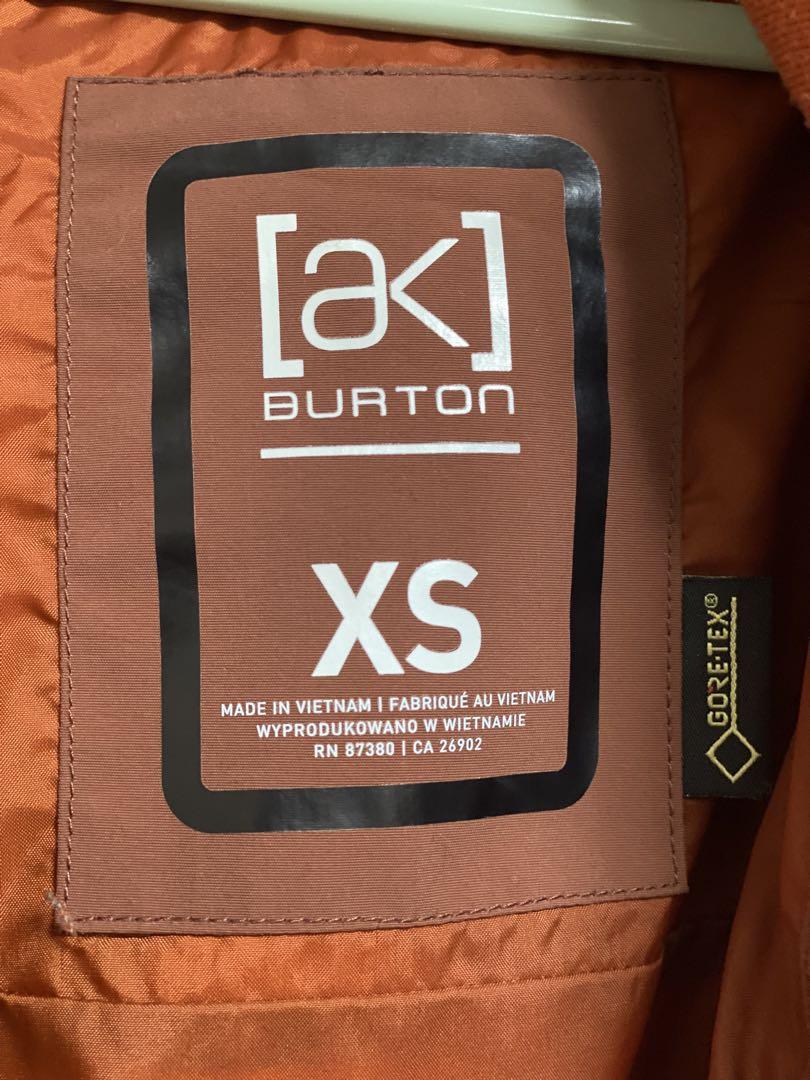 [ak]
BURTON
XS
MADE IN VIETNAM | FABRIQUÉ AU VIETNAM
WYPRODUKOWANO W WIETNAMIE
RN 87380 | CA 26902
GORE-TEX®